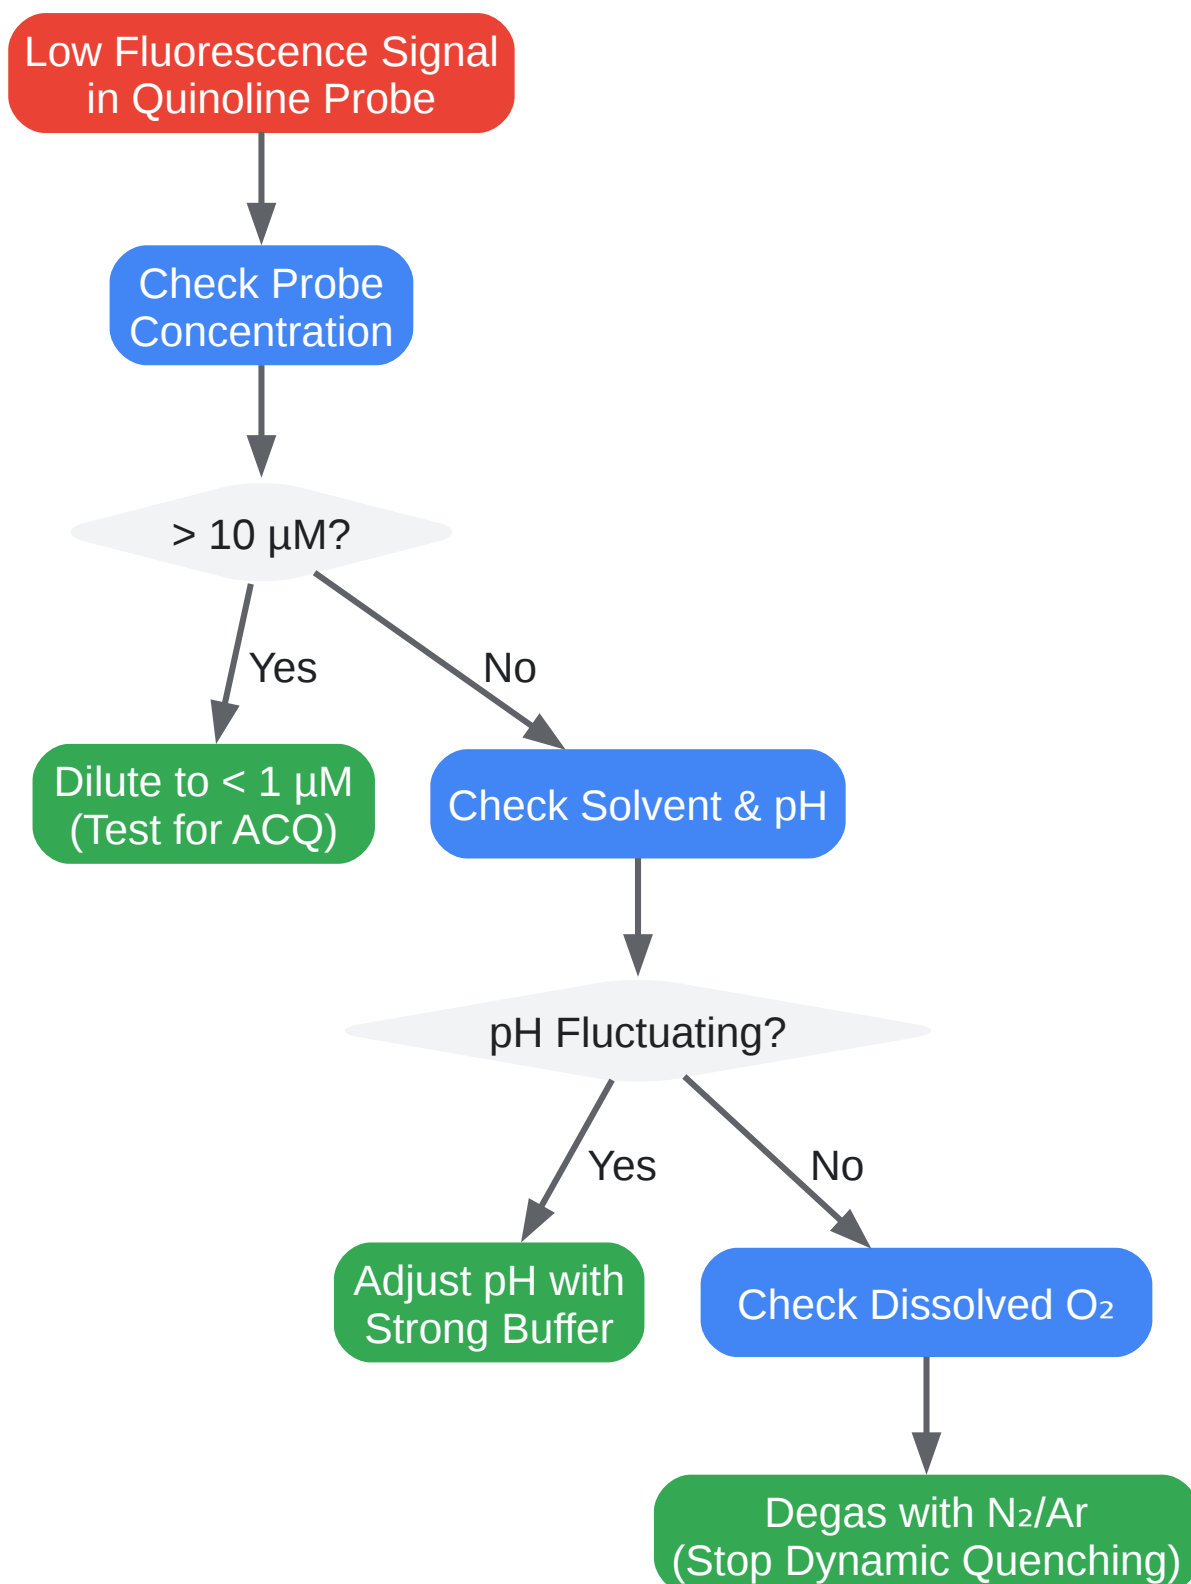 Low Fluorescence Signal
in Quinoline Probe
Check Probe
Concentration
> 10 µM?
Yes
No
Dilute to < 1 µM
(Test for ACQ)
Check Solvent & pH
pH Fluctuating?
Yes
No
Adjust pH with
Strong Buffer
Check Dissolved O₂
Degas with N₂/Ar
(Stop Dynamic Quenching)